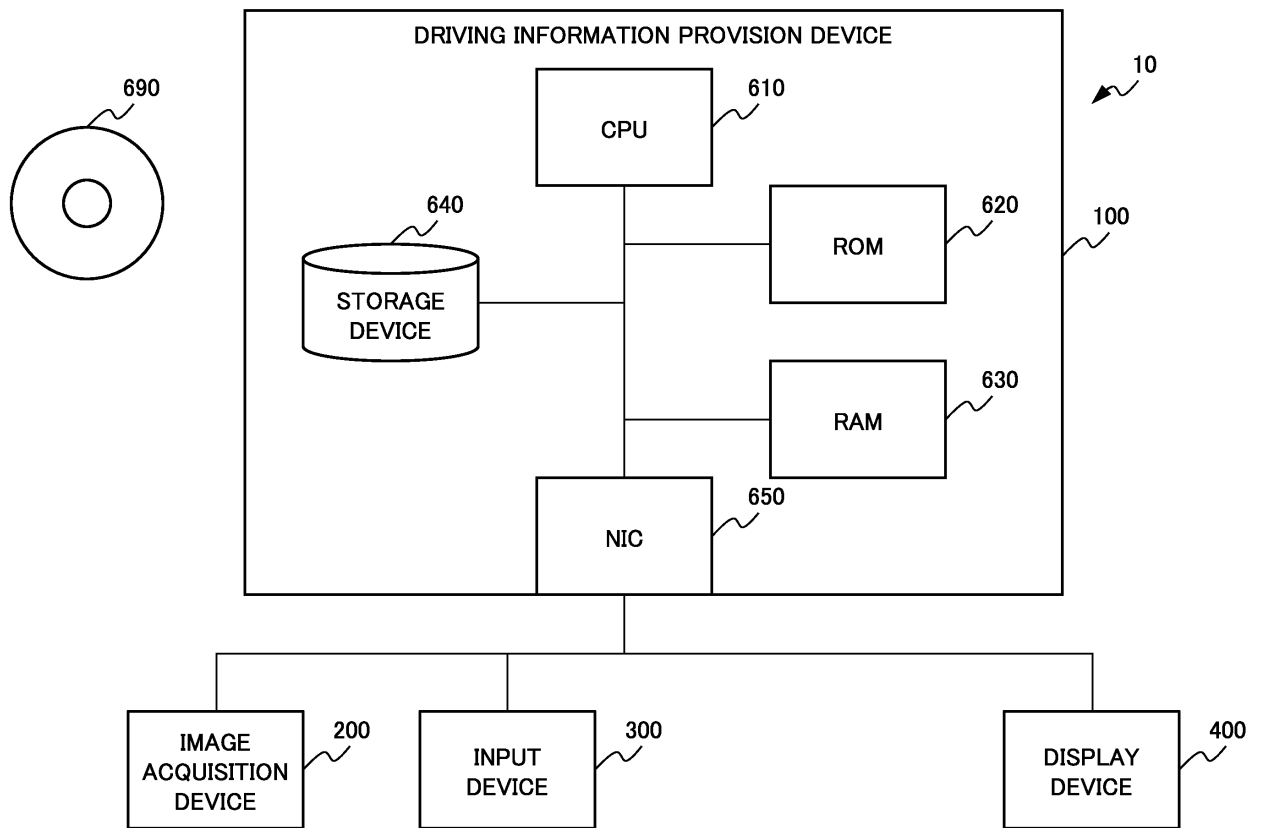 DRIVING INFORMATION PROVISION DEVICE
10
690
CPU
610
640
STORAGE
DEVICE
ROM
620
100
RAM
630
NIC
650
IMAGE
ACQUISITION
DEVICE
200
INPUT
DEVICE
300
DISPLAY
DEVICE
400